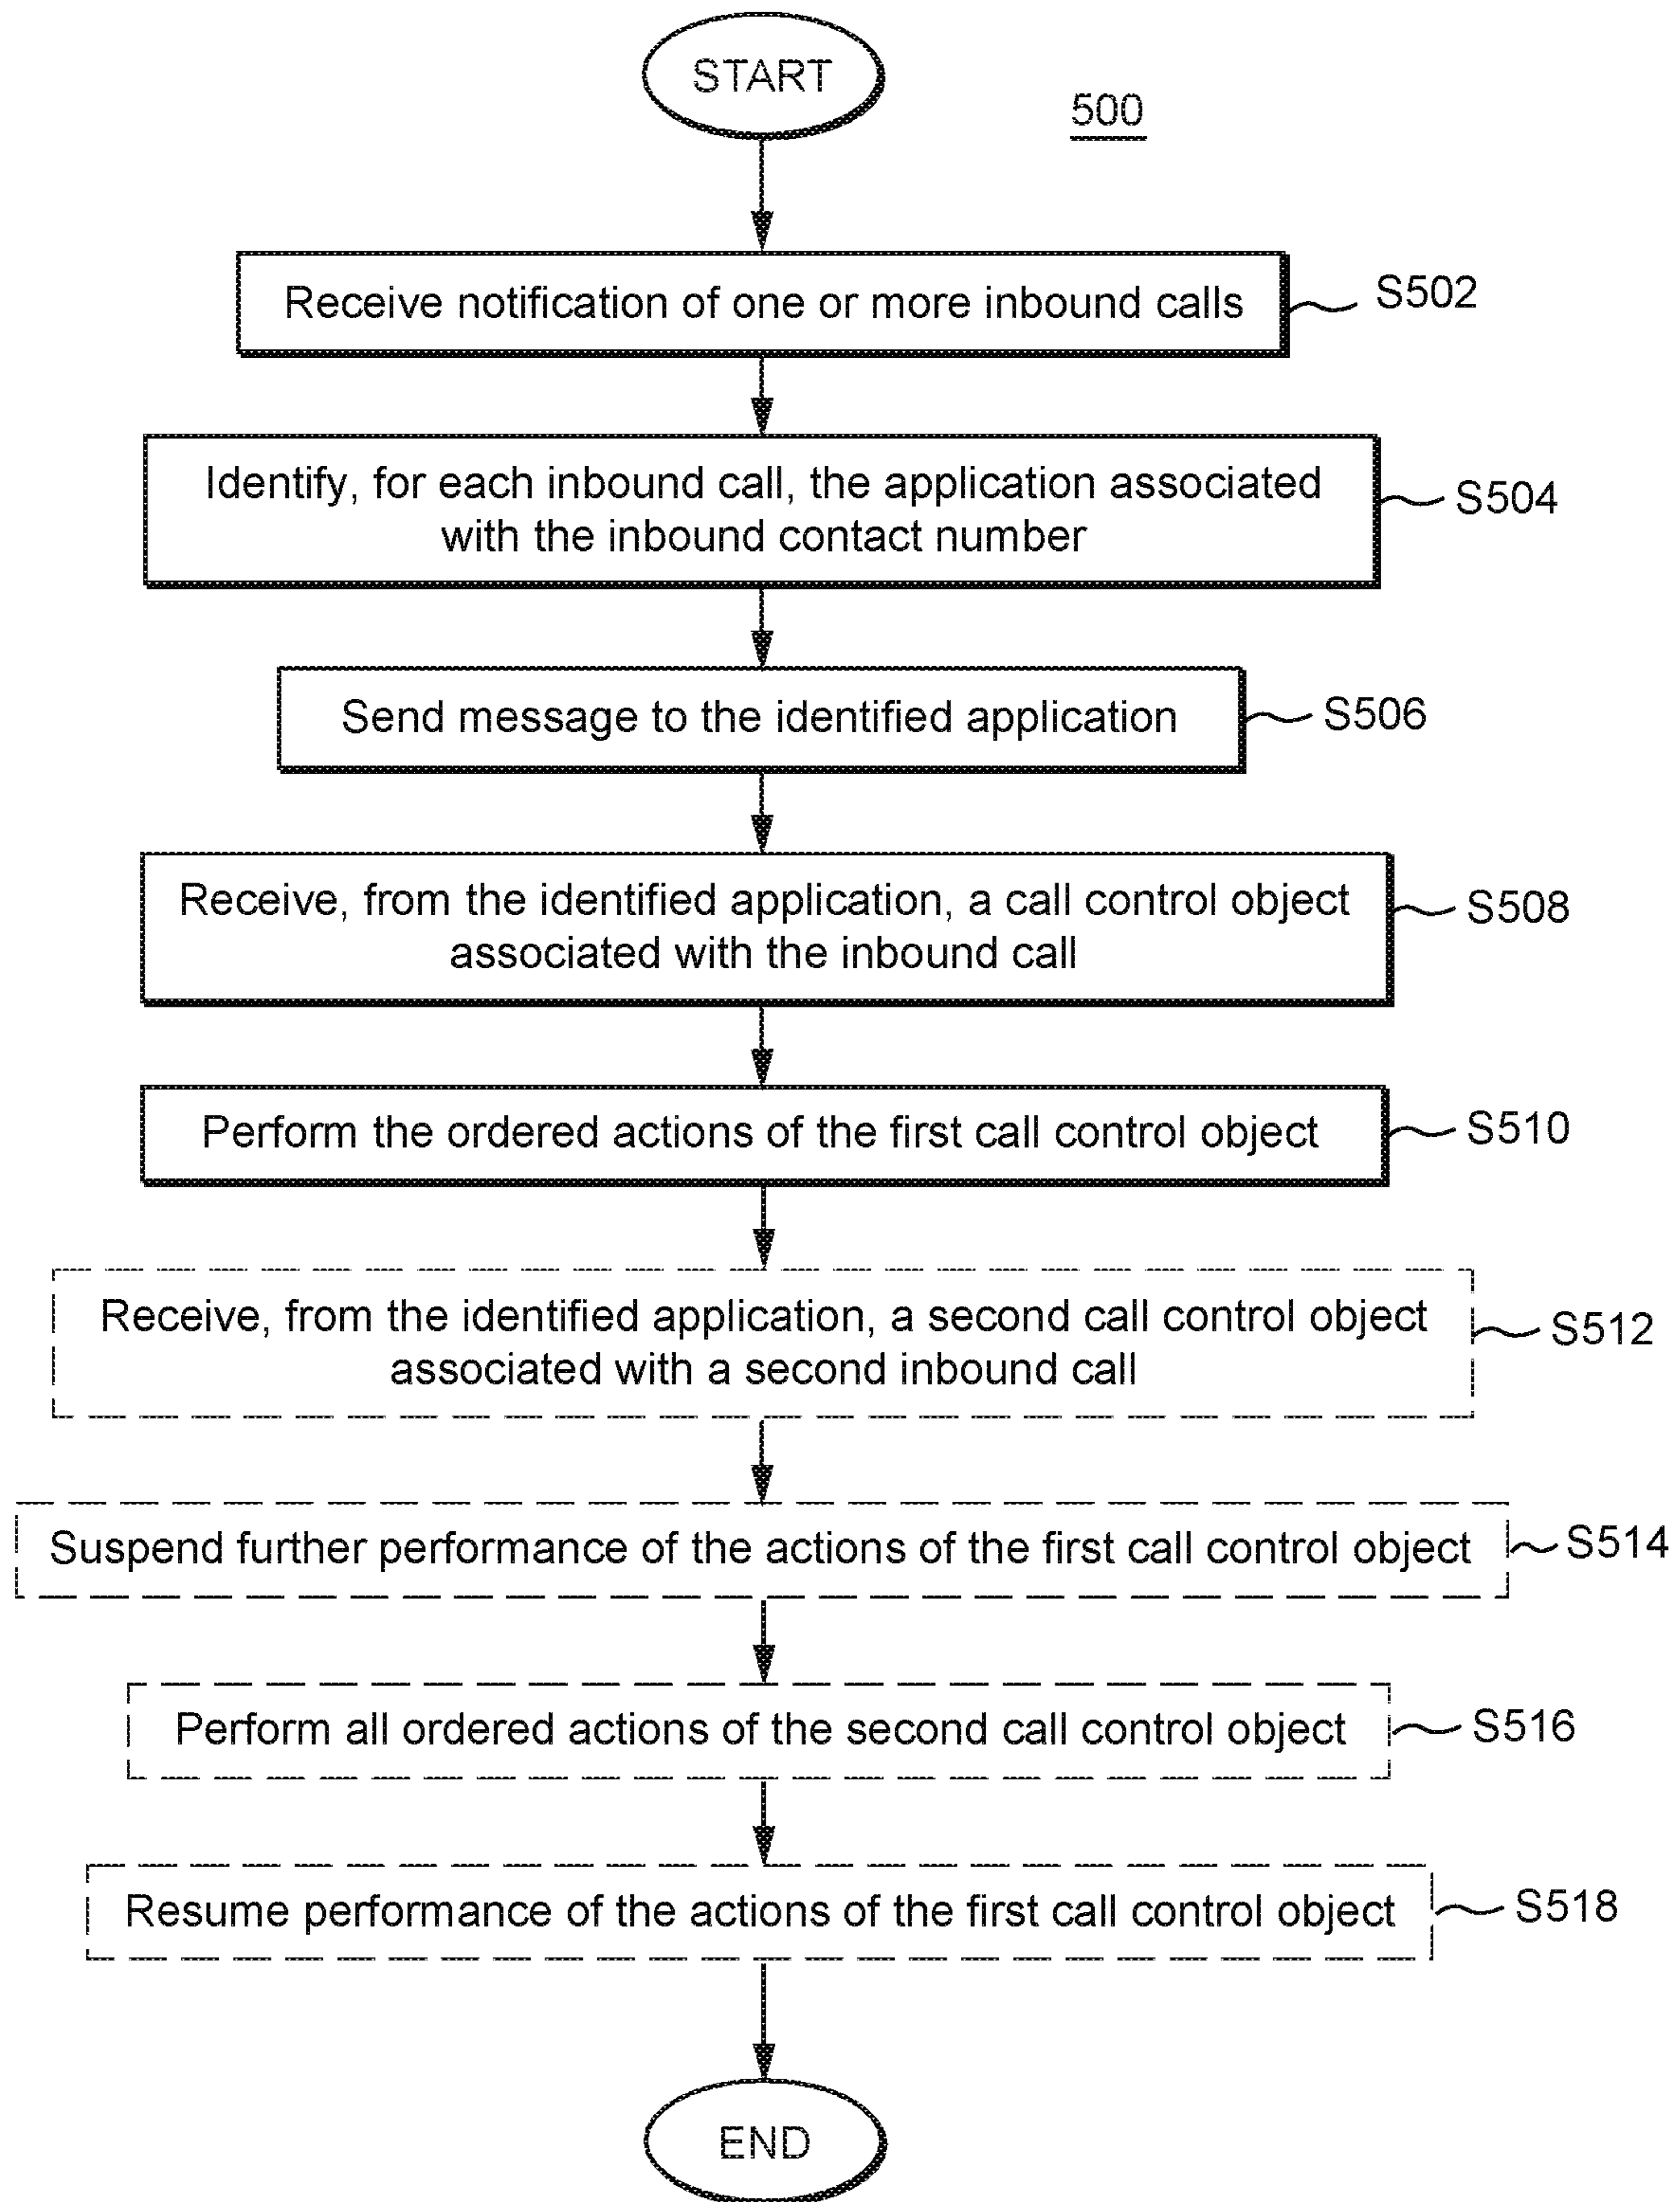 START
500
Receive notification of one or more inbound calls
S502
Identify, for each inbound call, the application associated
with the inbound contact number
S504
Send message to the identified application
S506
Receive, from the identified application, a call control object
associated with the inbound call
S508
Perform the ordered actions of the first call control object
S510
Receive, from the identified application, a second call control object
associated with a second inbound call
S512
Suspend further performance of the actions of the first call control object
S514
Perform all ordered actions of the second call control object
S516
Resume performance of the actions of the first call control object
S518
END